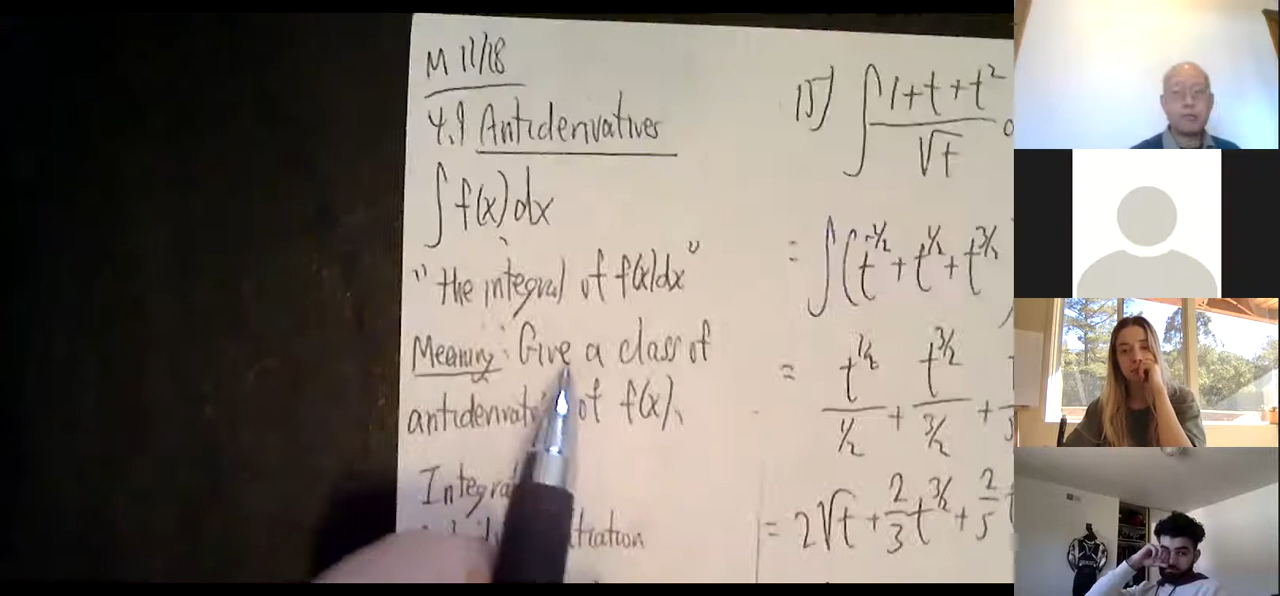 M 11/18
4.9 Antiderivatives
∫ f(x) dx
"the integral of f(x)dx"
Meaning: Give a class of
of f(x).
15) ∫ 1+t+t²
√t
= ∫(t^-1/2 + t^1/2 + t^3/2
= t^1/2 / 1/2 + t^3/2 / 3/2 +
= 2√t + 2/3 t^3/2 + 2/5 t